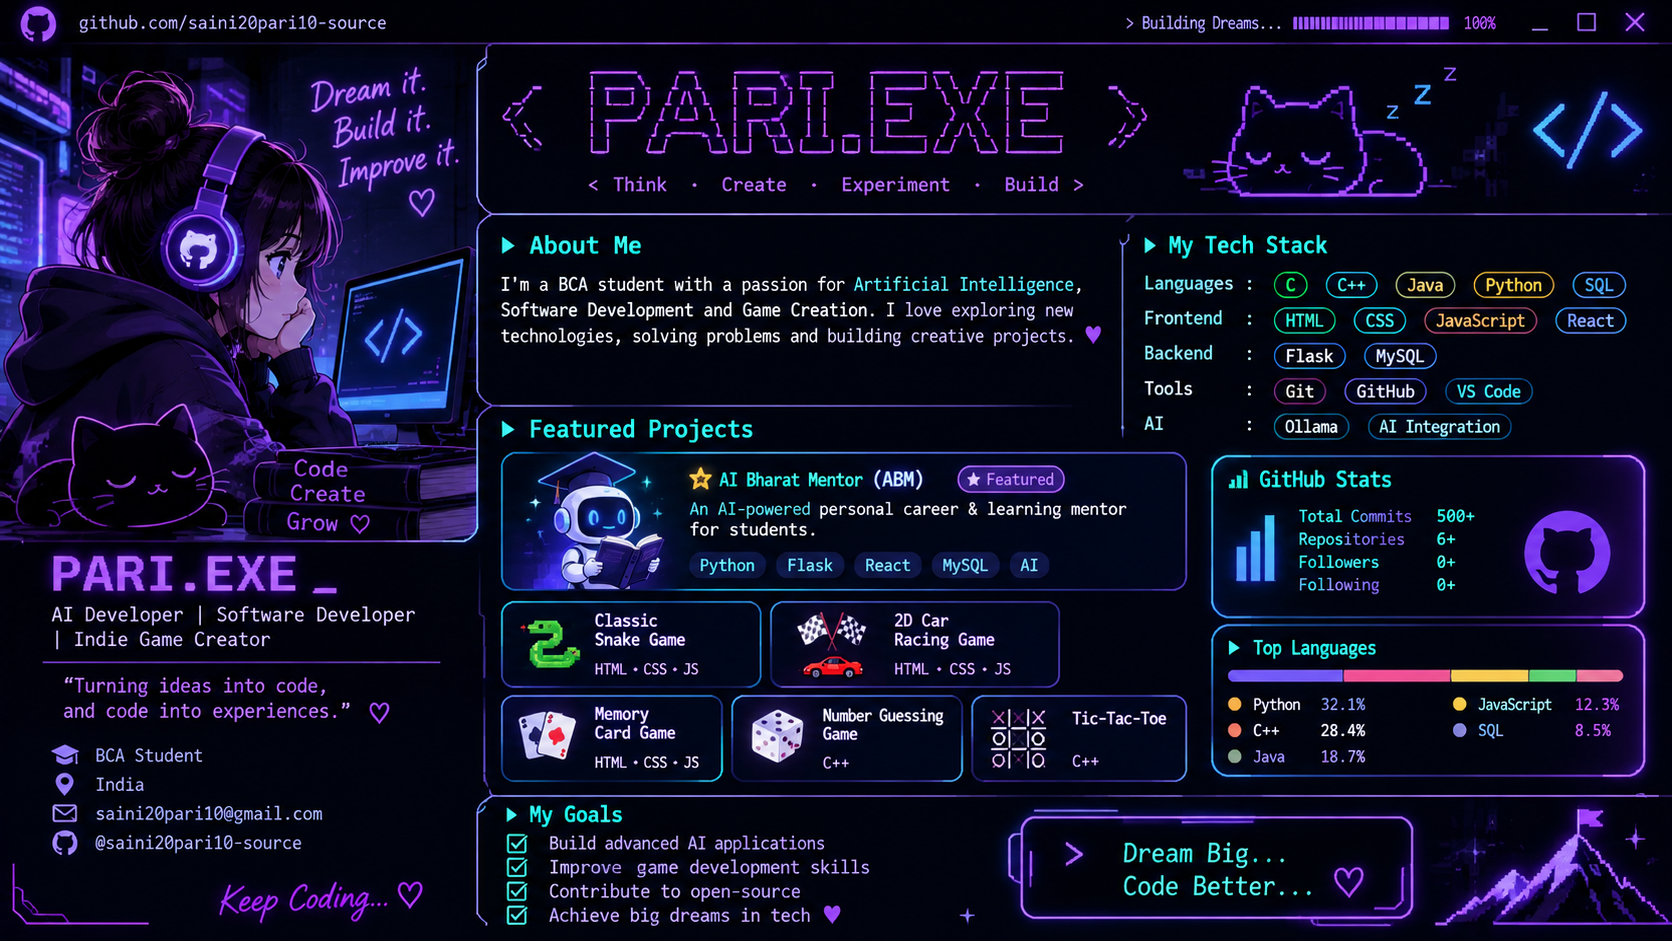 github.com/saini20pari10-source
> Building Dreams... 100%
Dream it.
Build it.
Improve it.
</>
Code
Create
Grow
PARI.EXE _
AI Developer | Software Developer
| Indie Game Creator
“Turning ideas into code,
and code into experiences.”
BCA Student
India
saini20pari10@gmail.com
@saini20pari10-source
Keep Coding...
< PARI.EXE >
< Think · Create · Experiment · Build >
z z z
</>
About Me
I'm a BCA student with a passion for Artificial Intelligence,
Software Development and Game Creation. I love exploring new
technologies, solving problems and building creative projects.
My Tech Stack
Languages : C C++ Java Python SQL
Frontend : HTML CSS JavaScript React
Backend : Flask MySQL
Tools : Git GitHub VS Code
AI : Ollama AI Integration
Featured Projects
AI Bharat Mentor (ABM) ★ Featured
An AI-powered personal career & learning mentor
for students.
Python Flask React MySQL AI
Classic
Snake Game
HTML • CSS • JS
2D Car
Racing Game
HTML • CSS • JS
Memory
Card Game
HTML • CSS • JS
Number Guessing
Game
C++
Tic-Tac-Toe
C++
GitHub Stats
Total Commits 500+
Repositories 6+
Followers 0+
Following 0+
Top Languages
Python 32.1%
C++ 28.4%
Java 18.7%
JavaScript 12.3%
SQL 8.5%
My Goals
Build advanced AI applications
Improve game development skills
Contribute to open-source
Achieve big dreams in tech
> Dream Big...
Code Better...